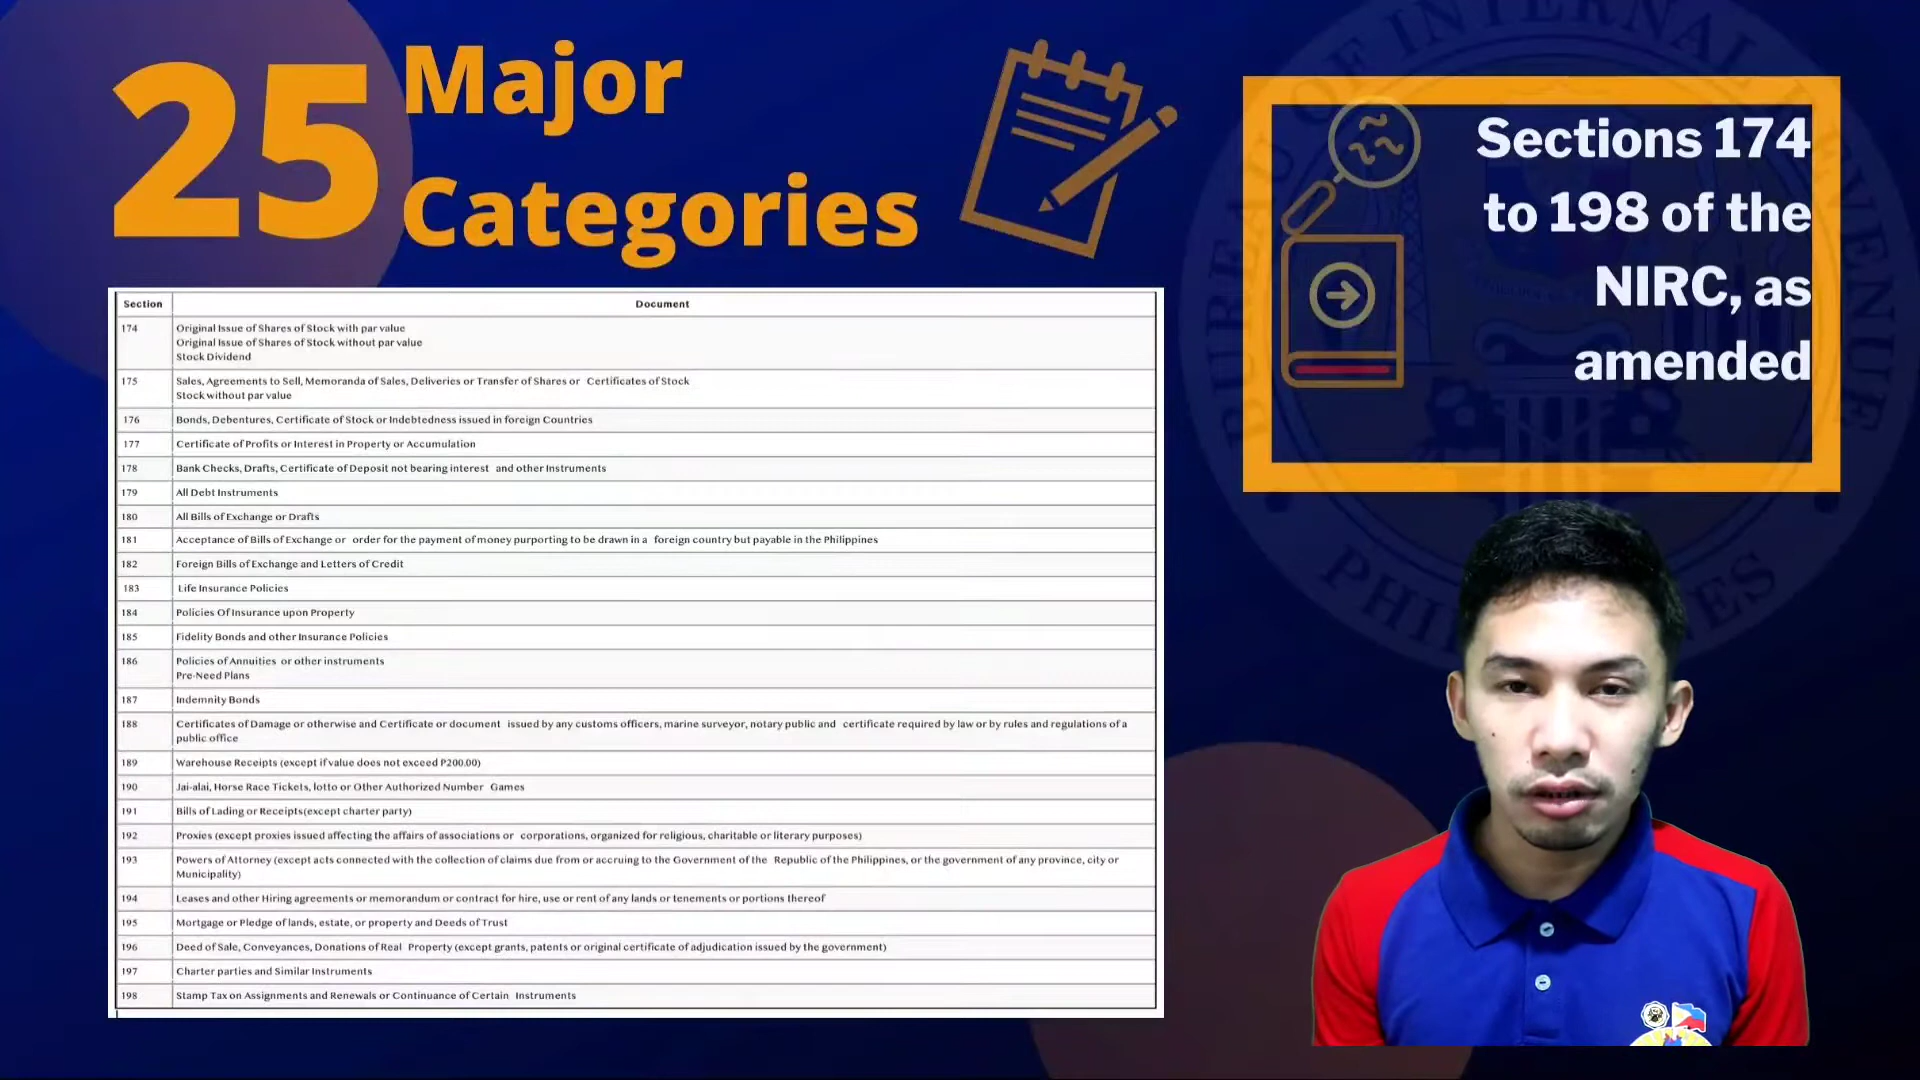 25 Major
Categories
Section Document
174 Original Issue of Shares of Stock with par value
Original Issue of Shares of Stock without par value
Stock Dividend
175 Sales, Agreements to Sell, Memoranda of Sales, Deliveries or Transfer of Shares or Certificates of Stock
Stock without par value
176 Bonds, Debentures, Certificate of Stock or Indebtedness issued in foreign Countries
177 Certificate of Profits or Interest in Property or Accumulation
178 Bank Checks, Drafts, Certificate of Deposit not bearing interest and other Instruments
179 All Debt Instruments
180 All Bills of Exchange or Drafts
181 Acceptance of Bills of Exchange or order for the payment of money purporting to be drawn in a foreign country but payable in the Philippines
182 Foreign Bills of Exchange and Letters of Credit
183 Life Insurance Policies
184 Policies Of Insurance upon Property
185 Fidelity Bonds and other Insurance Policies
186 Policies of Annuities or other instruments
Pre-Need Plans
187 Indemnity Bonds
188 Certificates of Damage or otherwise and Certificate or document issued by any customs officers, marine surveyor, notary public and certificate required by law or by rules and regulations of a
public office
189 Warehouse Receipts (except if value does not exceed P200.00)
190 Jai-alai, Horse Race Tickets, lotto or Other Authorized Number Games
191 Bills of Lading or Receipts(except charter party)
192 Proxies (except proxies issued affecting the affairs of associations or corporations, organized for religious, charitable or literary purposes)
193 Powers of Attorney (except acts connected with the collection of claims due from or accruing to the Government of the Republic of the Philippines, or the government of any province, city or
Municipality)
194 Leases and other Hiring agreements or memorandum or contract for hire, use or rent of any lands or tenements or portions thereof
195 Mortgage or Pledge of lands, estate, or property and Deeds of Trust
196 Deed of Sale, Conveyances, Donations of Real Property (except grants, patents or original certificate of adjudication issued by the government)
197 Charter parties and Similar Instruments
198 Stamp Tax on Assignments and Renewals or Continuance of Certain Instruments
Sections 174
to 198 of the
NIRC, as
amended
BUREAU OF INTERNAL REVENUE
PHILIPPINES